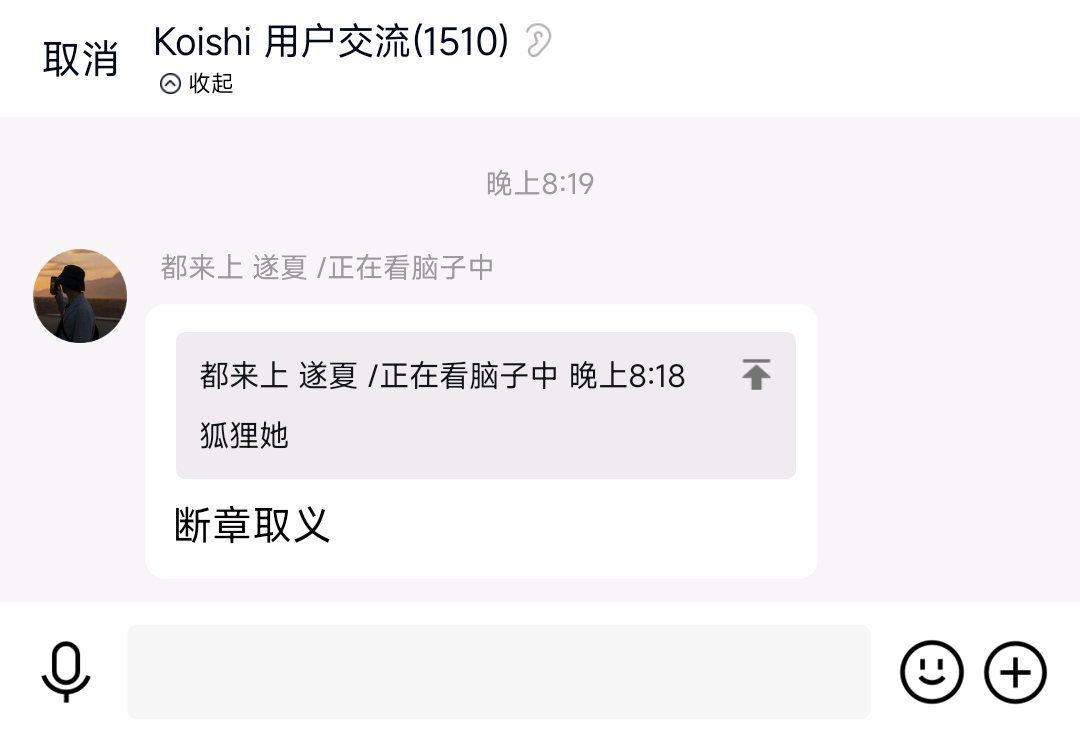 取消
Koishi 用户交流(1510)
收起
晚上8:19
都来上 遂夏 /正在看脑子中
都来上 遂夏 /正在看脑子中 晚上8:18
狐狸她
断章取义